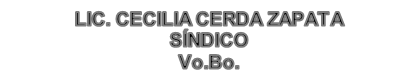 LIC. CECILIA CERDA ZAPATA
SÍNDICO
Vo.Bo.